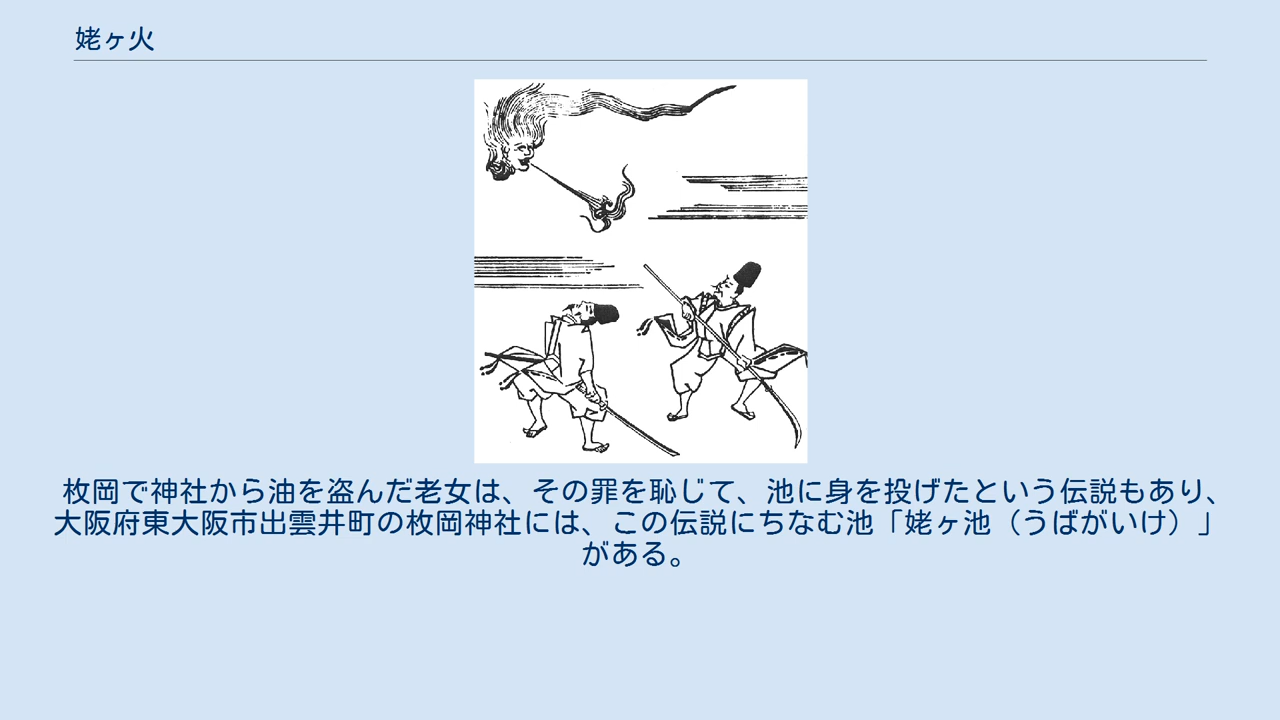 姥ヶ火
枚岡で神社から油を盗んだ老女は、その罪を恥じて、池に身を投げたという伝説もあり、
大阪府東大阪市出雲井町の枚岡神社には、この伝説にちなむ池「姥ヶ池（うばがいけ）」
がある。